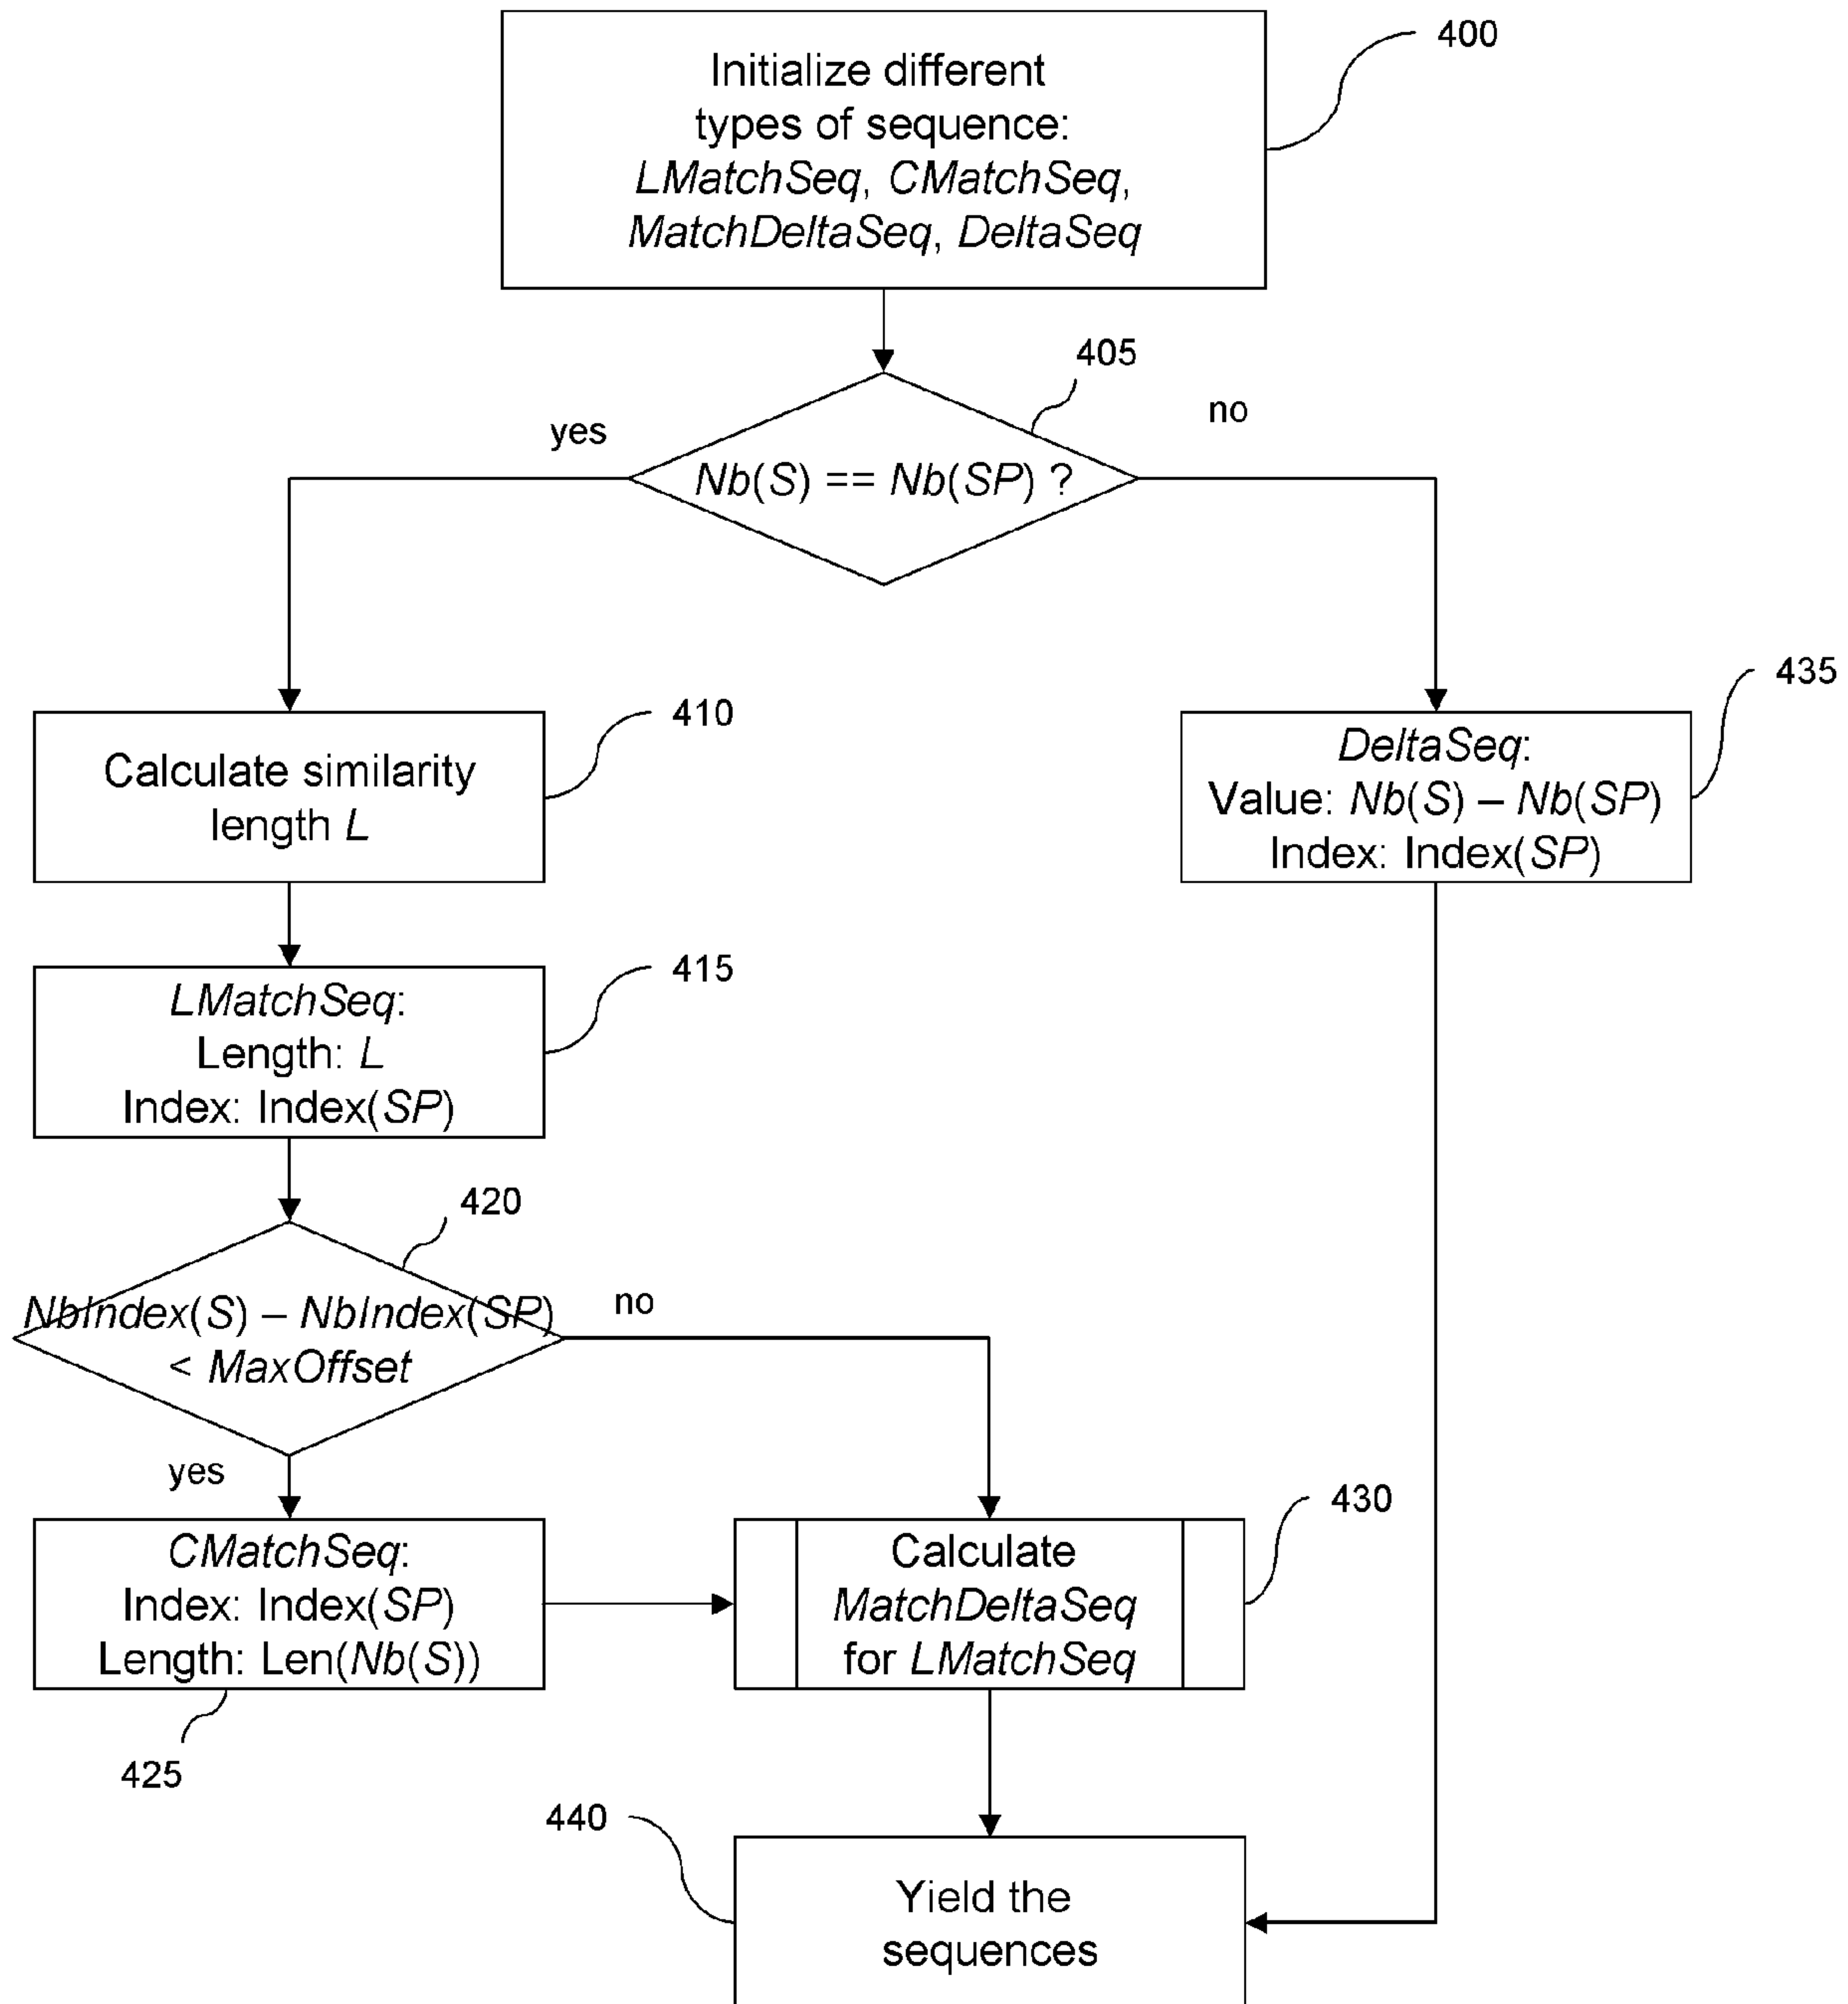 400
Initialize different
types of sequence:
LMatchSeq, CMatchSeq,
MatchDeltaSeq, DeltaSeq
405
yes
no
Nb(S) == Nb(SP) ?
410
Calculate similarity
length L
435
DeltaSeq:
Value: Nb(S) – Nb(SP)
Index: Index(SP)
415
LMatchSeq:
Length: L
Index: Index(SP)
420
NbIndex(S) – NbIndex(SP)
< MaxOffset
no
yes
CMatchSeq:
Index: Index(SP)
Length: Len(Nb(S))
425
430
Calculate
MatchDeltaSeq
for LMatchSeq
440
Yield the
sequences